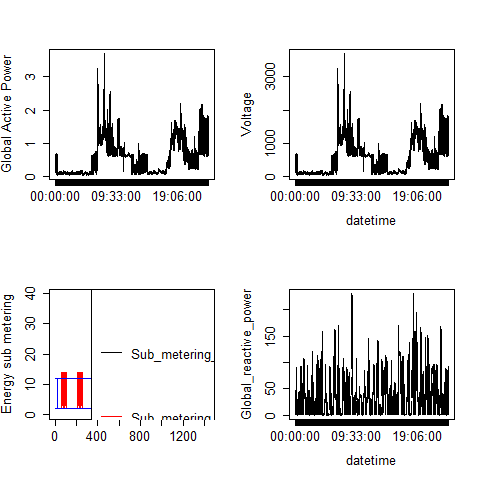 Global Active Power
0 1 2 3
00:00:00 09:33:00 19:06:00
Voltage
0 1000 3000
00:00:00 09:33:00 19:06:00
datetime
Energy sub metering
0 10 20 30 40
Sub_metering_
Sub_metering_
0 400 800 1200
Global_reactive_power
0 50 150
00:00:00 09:33:00 19:06:00
datetime